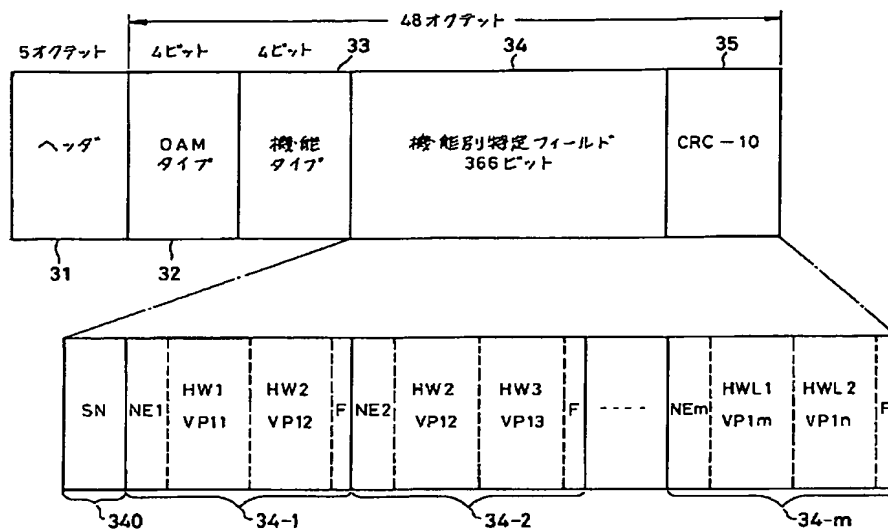 48オクテット
5オクテット 4ビット 4ビット 33 34 35
ヘッダ
OAM
タイプ
機能
タイプ
機能別特定フィールド
366ビット
CRC-10
31 32
SN
NE1
HW1
VP11
HW2
VP12
F
NE2
HW2
VP12
HW3
VP13
F
----
NEm
HWL1
VP1m
HWL2
VP1n
F
340 34-1 34-2 34-m